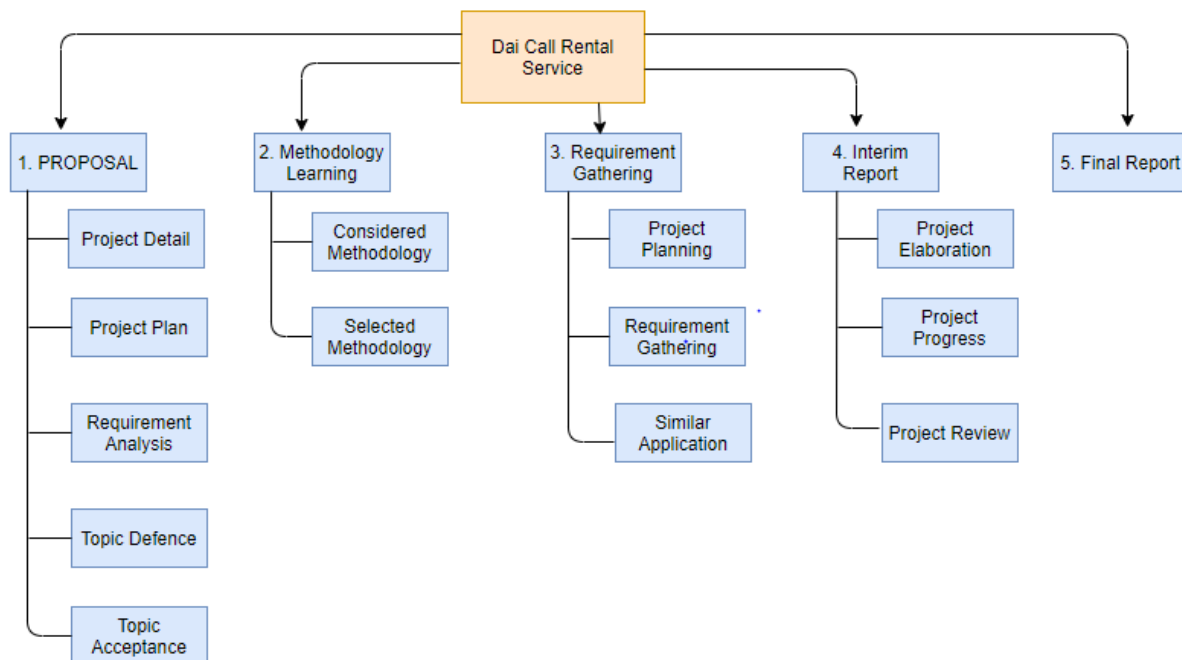 Dai Call Rental
Service
1. PROPOSAL
2. Methodology
Learning
3. Requirement
Gathering
4. Interim
Report
5. Final Report
Project Detail
Project Plan
Requirement
Analysis
Topic Defence
Topic
Acceptance
Considered
Methodology
Selected
Methodology
Project
Planning
Requirement
Gathering
Similar
Application
Project
Elaboration
Project
Progress
Project Review